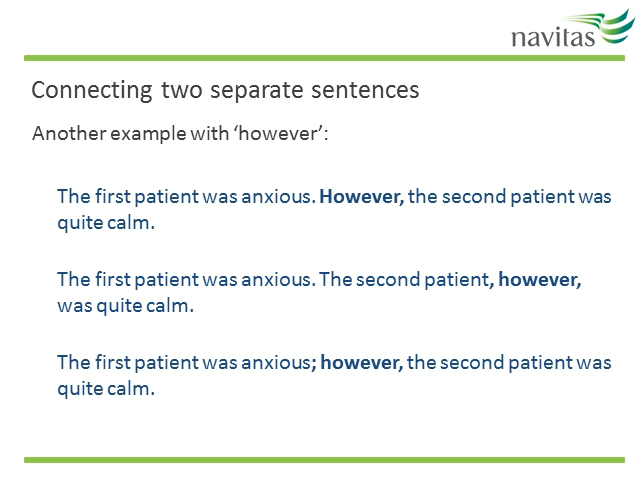 navitas
Connecting two separate sentences
Another example with ‘however’:
The first patient was anxious. However, the second patient was
quite calm.
The first patient was anxious. The second patient, however,
was quite calm.
The first patient was anxious; however, the second patient was
quite calm.